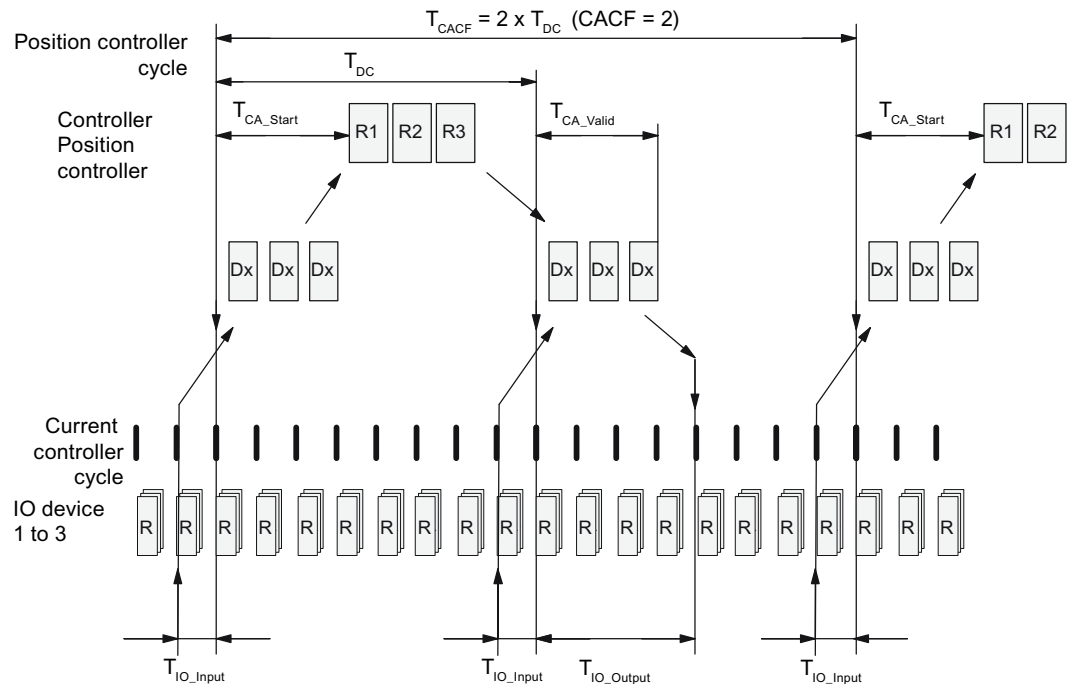 T_CACF = 2 x T_DC (CACF = 2)
Position controller
cycle
T_DC
T_CA_Start
T_CA_Valid
T_CA_Start
Controller
Position
controller
R1 R2 R3
R1 R2
Dx Dx Dx
Dx Dx Dx
Dx Dx Dx
Current
controller
cycle
IO device
1 to 3
R R R R R R R R R R R R R R R R R R R R R
T_IO_Input
T_IO_Input
T_IO_Output
T_IO_Input